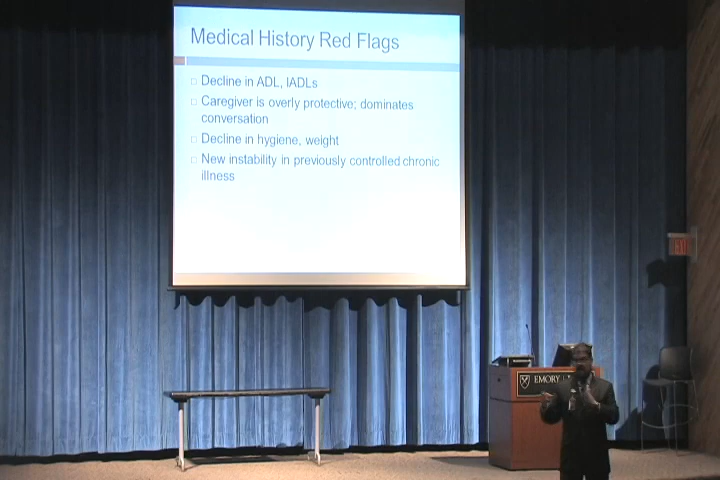 Medical History Red Flags
Decline in ADL, IADLs
Caregiver is overly protective; dominates
conversation
Decline in hygiene, weight
New instability in previously controlled chronic
illness
EXIT
EMORY